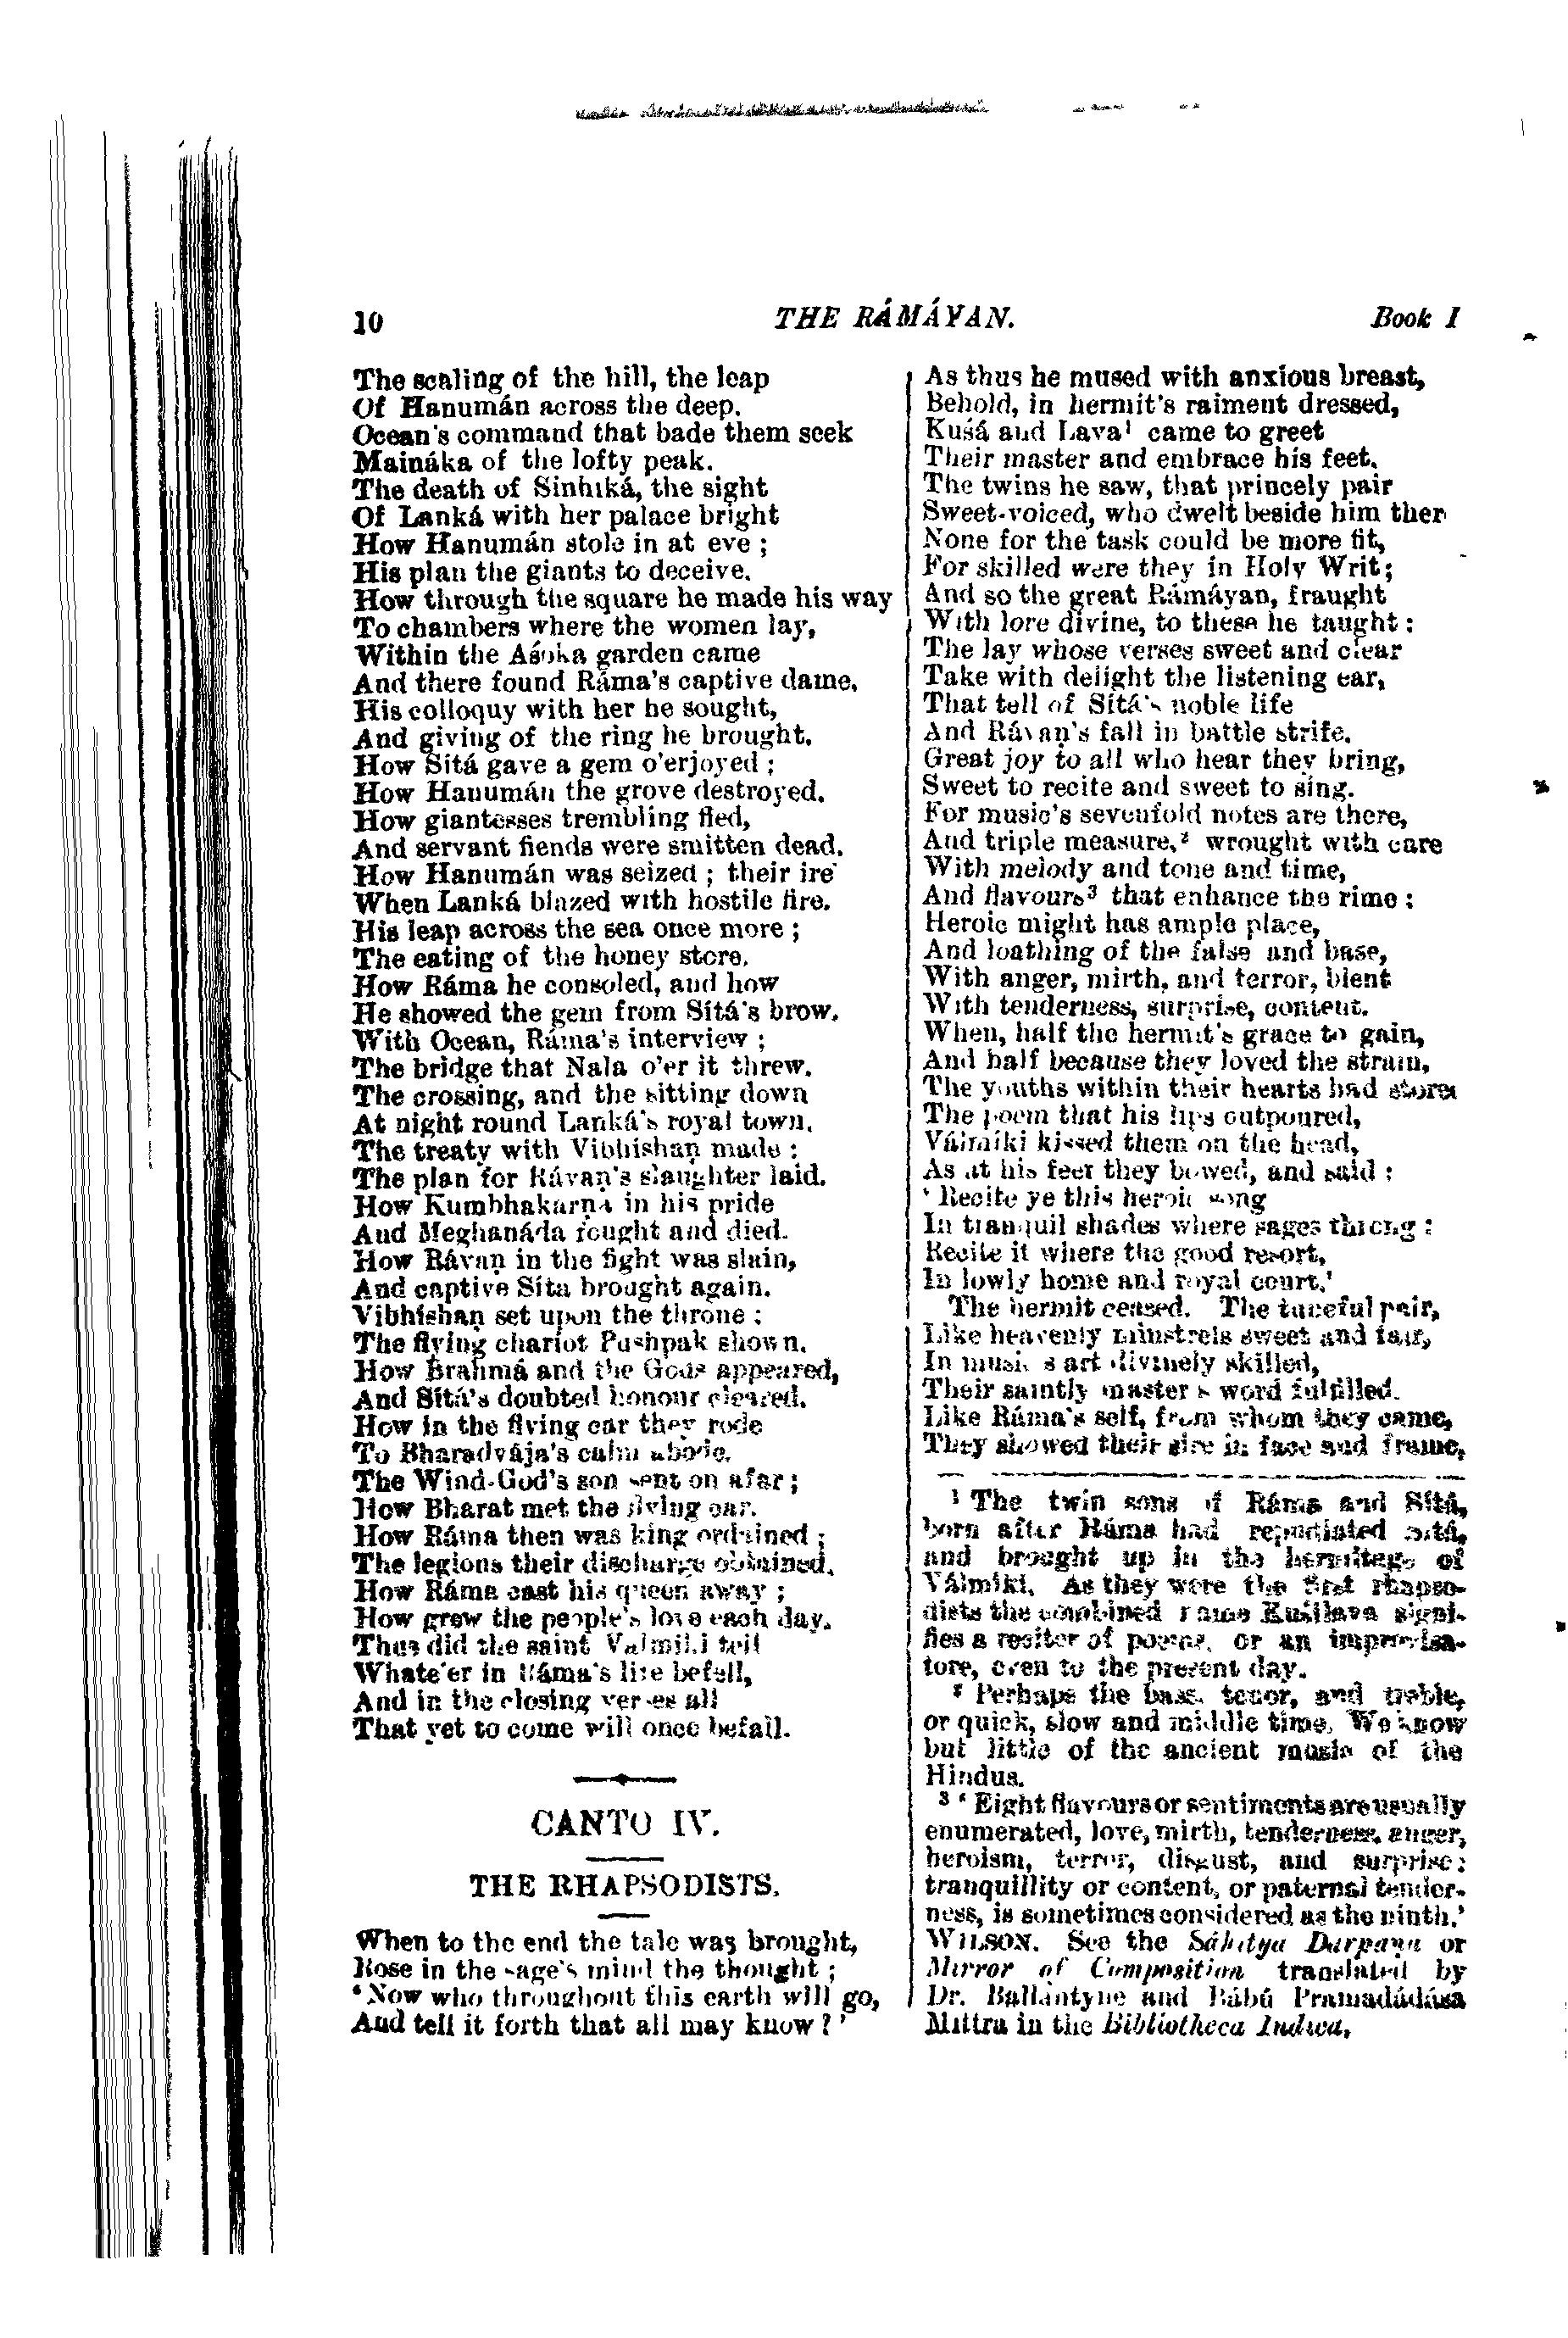 10 THE RÁMÁYAN. Book I
The scaling of the hill, the leap
Of Hanumán across the deep.
Ocean's command that bade them seek
Maináka of the lofty peak.
The death of Sinhiká, the sight
Of Lanká with her palace bright
How Hanumán stole in at eve ;
His plan the giants to deceive.
How through the square he made his way
To chambers where the women lay,
Within the Aśoka garden came
And there found Ráma's captive dame,
His colloquy with her he sought,
And giving of the ring he brought.
How Sítá gave a gem o'erjoyed ;
How Hanumán the grove destroyed.
How giantesses trembling fled,
And servant fiends were smitten dead.
How Hanumán was seized ; their ire
When Lanká blazed with hostile fire.
His leap across the sea once more ;
The eating of the honey store.
How Ráma he consoled, and how
He showed the gem from Sítá's brow.
With Ocean, Ráma's interview ;
The bridge that Nala o'er it threw.
The crossing, and the sitting down
At night round Lanká's royal town.
The treaty with Vibhíshaṇ made :
The plan for Rávaṇ's slaughter laid.
How Kumbhakarṇa in his pride
And Meghanáda fought and died.
How Rávaṇ in the fight was slain,
And captive Síta brought again.
Vibhíshaṇ set upon the throne :
The flying chariot Pushpak shown.
How Brahmá and the Gods appeared,
And Sítá's doubted honour cleared.
How in the flying car they rode
To Bharadvája's calm abode.
The Wind-God's son sent on afar ;
How Bharat met the flying car.
How Ráma then was king ordained ;
The legions their discharge obtained.
How Ráma cast his queen away ;
How grew the people's love each day.
Thus did the saint Valmíki tell
Whate'er in Ráma's life befell,
And in the closing verses all
That yet to come will once befall.
CANTO IV.
THE RHAPSODISTS.
When to the end the tale was brought,
Rose in the sage's mind the thought ;
'Now who throughout this earth will go,
And tell it forth that all may know ?'
As thus he mused with anxious breast,
Behold, in hermit's raiment dressed,
Kuśá and Lava¹ came to greet
Their master and embrace his feet.
The twins he saw, that princely pair
Sweet-voiced, who dwelt beside him ther
None for the task could be more fit,
For skilled were they in Holy Writ ;
And so the great Rámáyan, fraught
With lore divine, to these he taught :
The lay whose verses sweet and clear
Take with delight the listening ear,
That tell of Sítá's noble life
And Rávaṇ's fall in battle strife.
Great joy to all who hear they bring,
Sweet to recite and sweet to sing.
For music's sevenfold notes are there,
And triple measure,² wrought with care
With melody and tone and time,
And flavours³ that enhance the rime :
Heroic might has ample place,
And loathing of the false and base,
With anger, mirth, and terror, blent
With tenderness, surprise, content.
When, half the hermit's grace to gain,
And half because they loved the strain,
The youths within their hearts had store
The poem that his lips outpoured,
Válmíki kissed them on the head,
As at his feet they bowed, and said :
'Recite ye this heroic song
In tranquil shades where sages throng :
Recite it where the good resort,
In lowly home and royal court.'
The hermit ceased. The tuneful pair,
Like heavenly minstrels sweet and fair,
In music's art divinely skilled,
Their saintly master's word fulfilled.
Like Ráma's self, from whom they came,
They showed their sire in face and frame,
¹ The twin sons of Ráma and Sítá,
born after Ráma had repudiated Sítá,
and brought up in the hermitage of
Válmíki. As they were the first rhapso-
dists the combined name Kuśílava signi-
fies a reciter of poems, or an improvisa-
tore, even to the present day.
² Perhaps the bass, tenor, and treble,
or quick, slow and middle time. We know
but little of the ancient music of the
Hindus.
³ 'Eight flavours or sentiments are usually
enumerated, love, mirth, tenderness, anger,
heroism, terror, disgust, and surprise ;
tranquillity or content, or paternal tender-
ness, is sometimes considered as the ninth.'
WILSON. See the Sáhitya Darpaṇa or
Mirror of Composition translated by
Dr. Ballantyne and Bábú Pramadádása
Mittra in the Bibliotheca Indica.